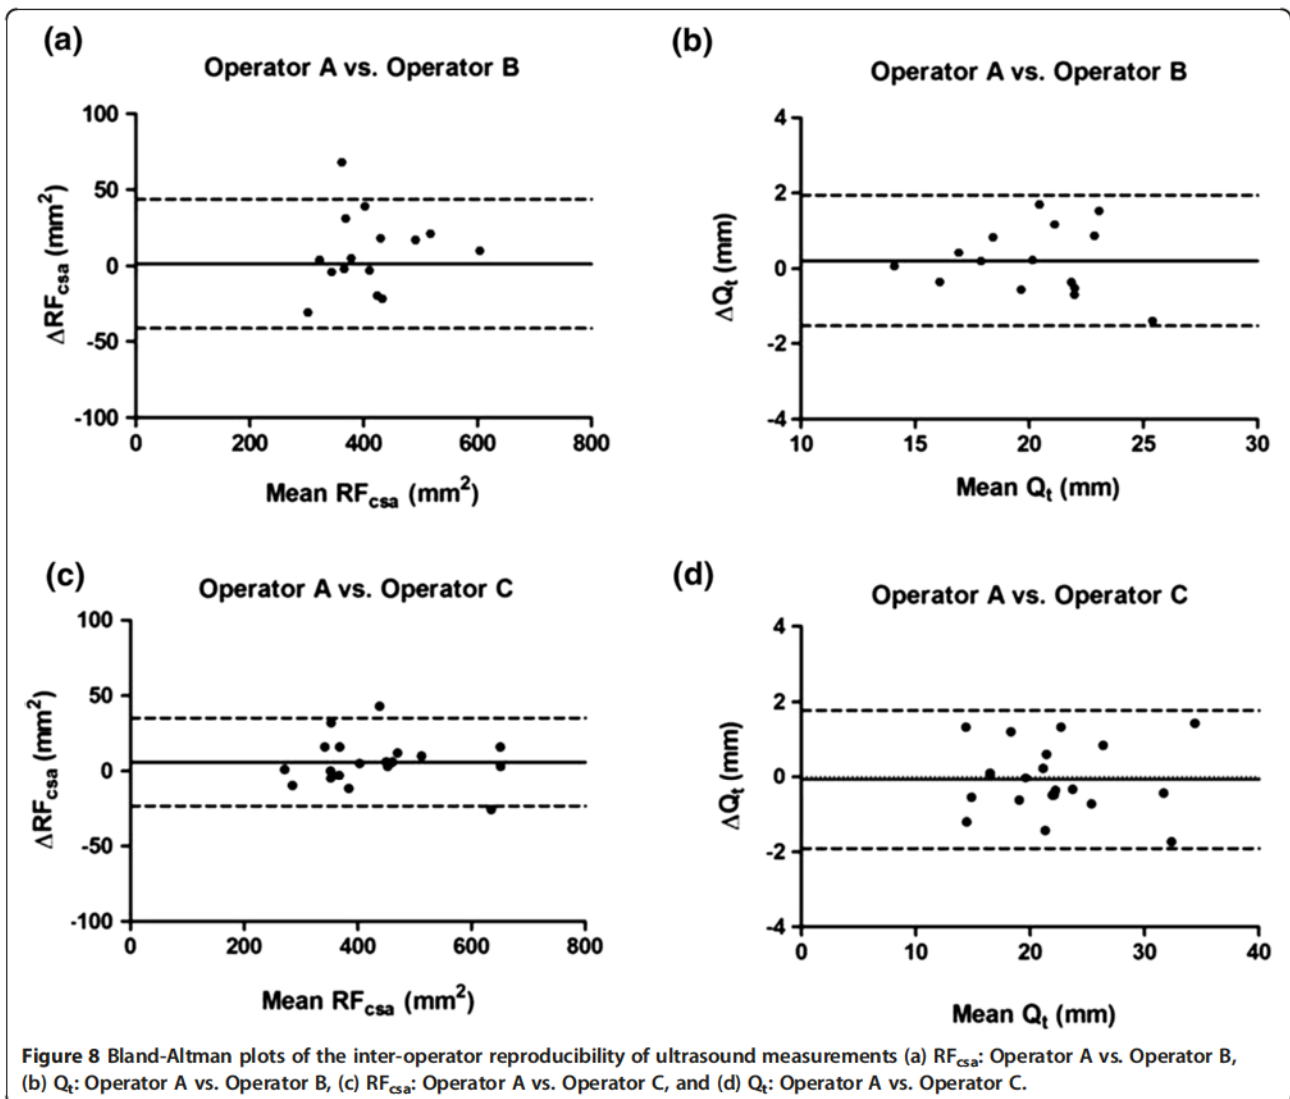 (a)
Operator A vs. Operator B
100
50
0
-50
-100
ΔRFcsa (mm²)
0 200 400 600 800
Mean RFcsa (mm²)
(b)
Operator A vs. Operator B
4
2
0
-2
-4
ΔQt (mm)
10 15 20 25 30
Mean Qt (mm)
(c)
Operator A vs. Operator C
100
50
0
-50
-100
ΔRFcsa (mm²)
0 200 400 600 800
Mean RFcsa (mm²)
(d)
Operator A vs. Operator C
4
2
0
-2
-4
ΔQt (mm)
0 10 20 30 40
Mean Qt (mm)
Figure 8 Bland-Altman plots of the inter-operator reproducibility of ultrasound measurements (a) RFcsa: Operator A vs. Operator B,
(b) Qt: Operator A vs. Operator B, (c) RFcsa: Operator A vs. Operator C, and (d) Qt: Operator A vs. Operator C.